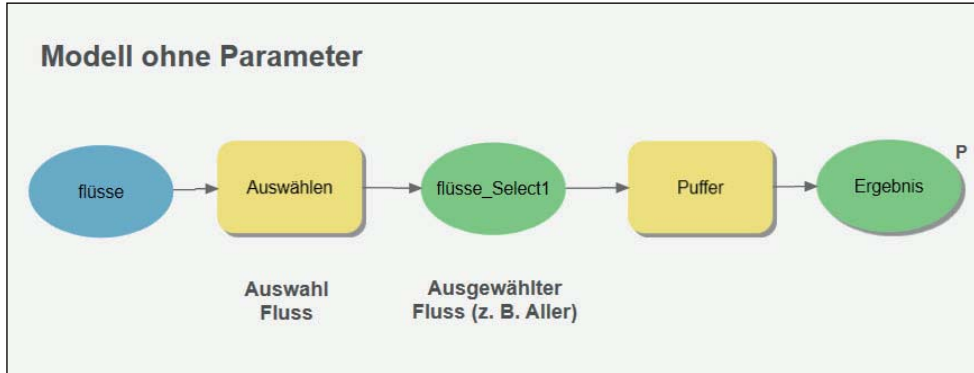 Modell ohne Parameter
P
flüsse
Auswählen
flüsse_Select1
Puffer
Ergebnis
Auswahl
Fluss
Ausgewählter
Fluss (z. B. Aller)